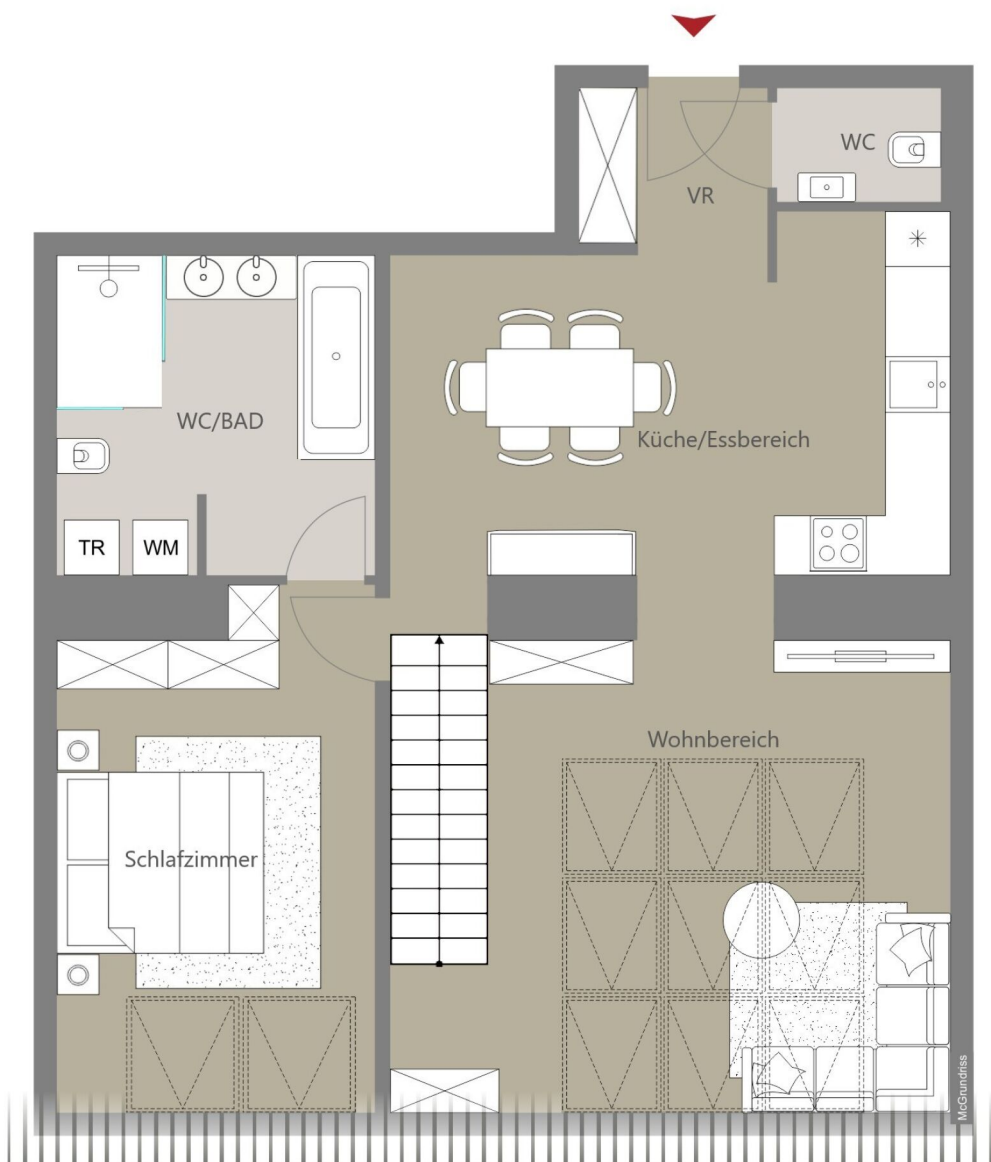 WC
VR
WC/BAD
Küche/Essbereich
TR
WM
Wohnbereich
Schlafzimmer
McGrundriss